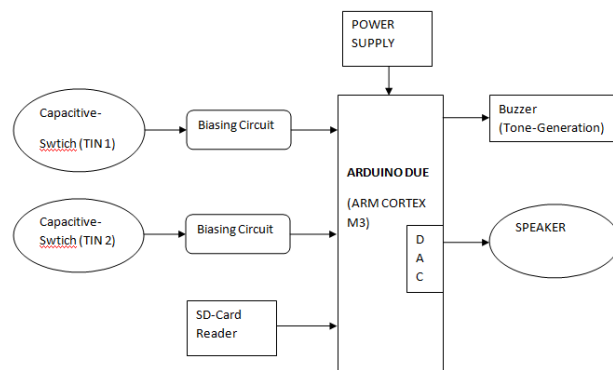 POWER
SUPPLY
Capacitive-
Swtich (TIN 1)
Biasing Circuit
Buzzer
(Tone-Generation)
ARDUINO DUE
(ARM CORTEX
M3)
Capacitive-
Swtich (TIN 2)
Biasing Circuit
D
A
C
SPEAKER
SD-Card
Reader